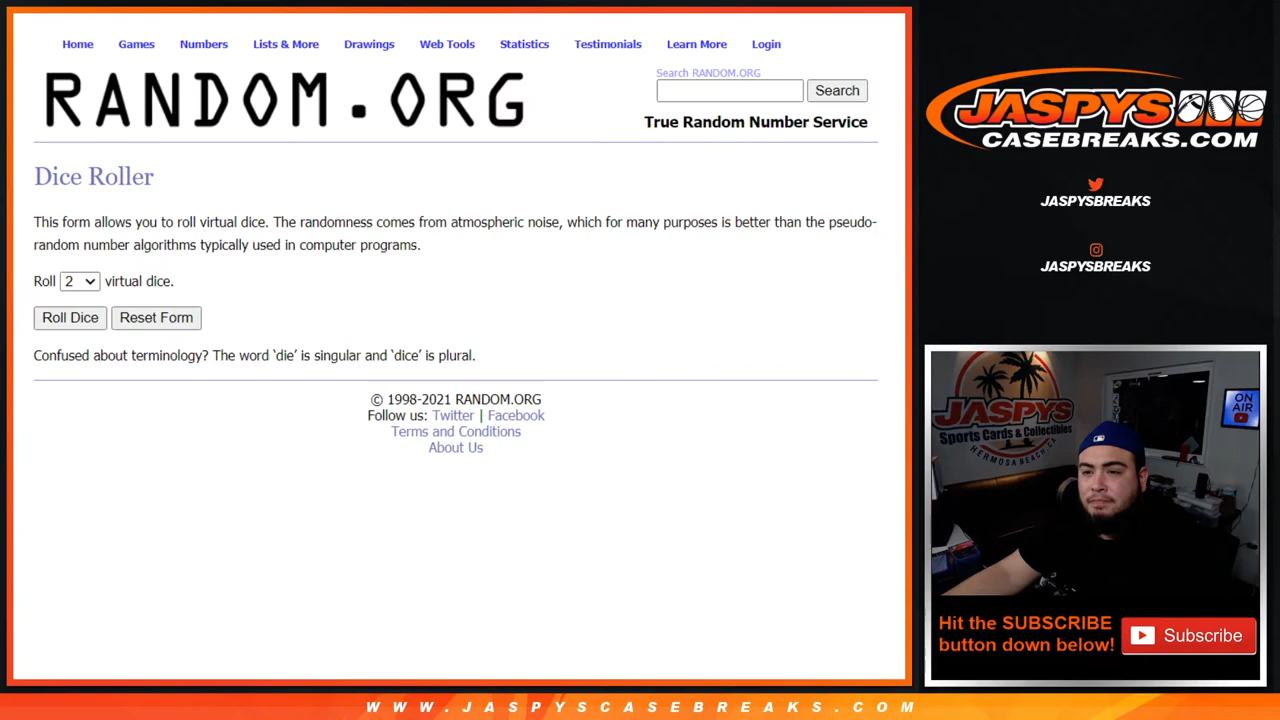 Home Games Numbers Lists & More Drawings Web Tools Statistics Testimonials Learn More Login
RANDOM.ORG
Search RANDOM.ORG
Search
True Random Number Service
Dice Roller
This form allows you to roll virtual dice. The randomness comes from atmospheric noise, which for many purposes is better than the pseudo-
random number algorithms typically used in computer programs.
Roll 2 virtual dice.
Roll Dice Reset Form
Confused about terminology? The word ‘die’ is singular and ‘dice’ is plural.
© 1998-2021 RANDOM.ORG
Follow us: Twitter | Facebook
Terms and Conditions
About Us
JASPYS
CASEBREAKS.COM
JASPYSBREAKS
JASPYSBREAKS
JASPYS
Sports Cards & Collectibles
HERMOSA BEACH, CA
ON
AIR
Hit the SUBSCRIBE
button down below!
Subscribe
WWW.JASPYSCASEBREAKS.COM